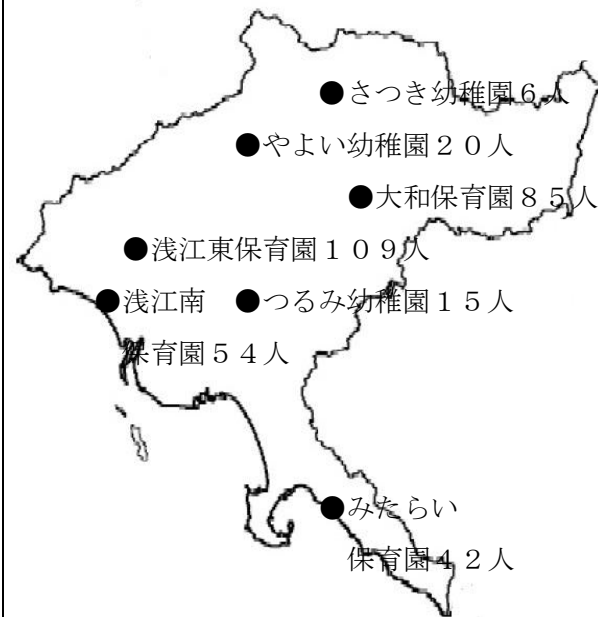 ●さつき幼稚園6人
●やよい幼稚園20人
●大和保育園85人
●浅江東保育園109人
●浅江南　●つるみ幼稚園15人
保育園54人
●みたらい
保育園42人